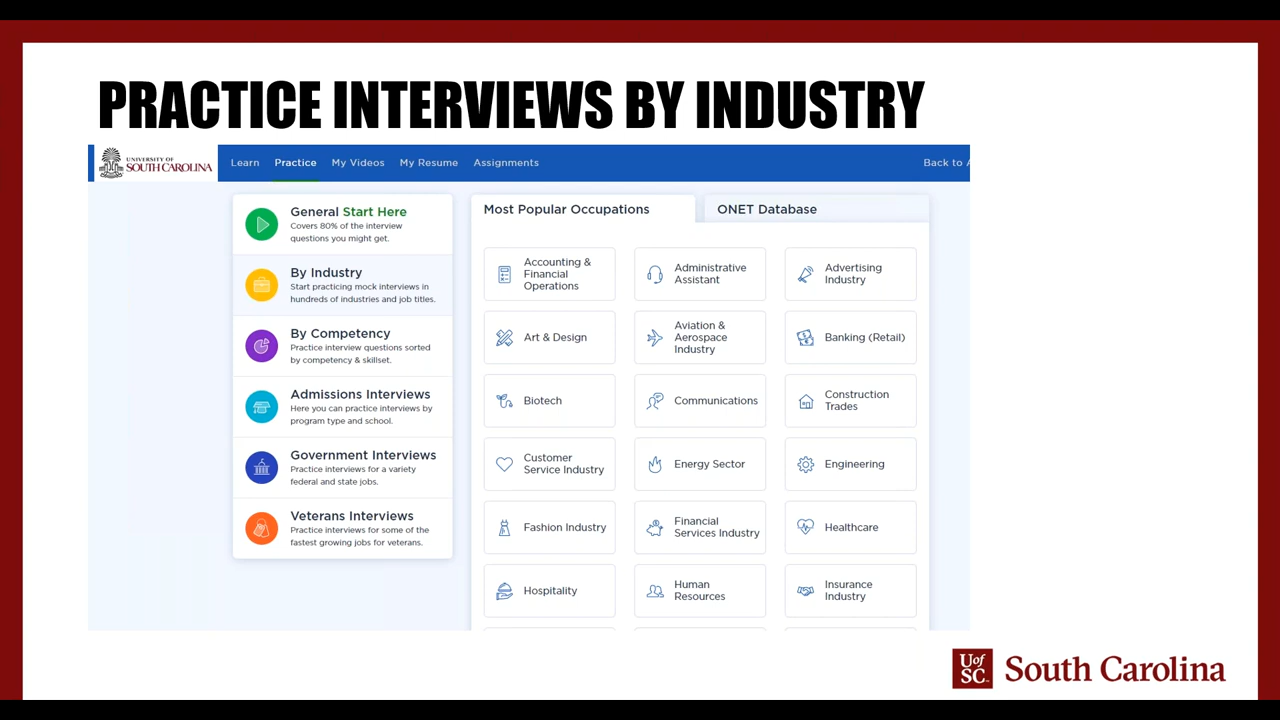 PRACTICE INTERVIEWS BY INDUSTRY
UNIVERSITY OF
SOUTH CAROLINA
Learn
Practice
My Videos
My Resume
Assignments
Back to A
General Start Here
Covers 80% of the interview
questions you might get.
By Industry
Start practicing mock interviews in
hundreds of industries and job titles.
By Competency
Practice interview questions sorted
by competency & skillset.
Admissions Interviews
Here you can practice interviews by
program type and school.
Government Interviews
Practice interviews for a variety
federal and state jobs.
Veterans Interviews
Practice interviews for some of the
fastest growing jobs for veterans.
Most Popular Occupations
ONET Database
Accounting &
Financial
Operations
Administrative
Assistant
Advertising
Industry
Art & Design
Aviation &
Aerospace
Industry
Banking (Retail)
Biotech
Communications
Construction
Trades
Customer
Service Industry
Energy Sector
Engineering
Fashion Industry
Financial
Services Industry
Healthcare
Hospitality
Human
Resources
Insurance
Industry
U of
SC
South Carolina